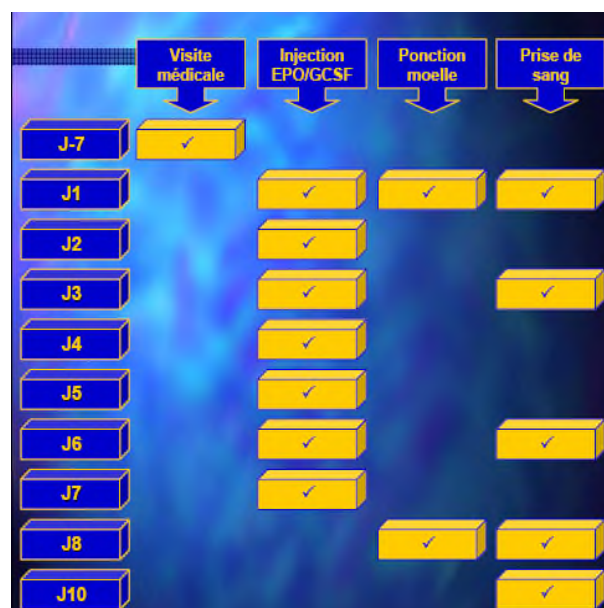 Visite
médicale
Injection
EPO/GCSF
Ponction
moelle
Prise de
sang
J-7 ✓
J1 ✓ ✓ ✓
J2 ✓
J3 ✓ ✓
J4 ✓
J5 ✓
J6 ✓ ✓
J7 ✓
J8 ✓ ✓
J10 ✓